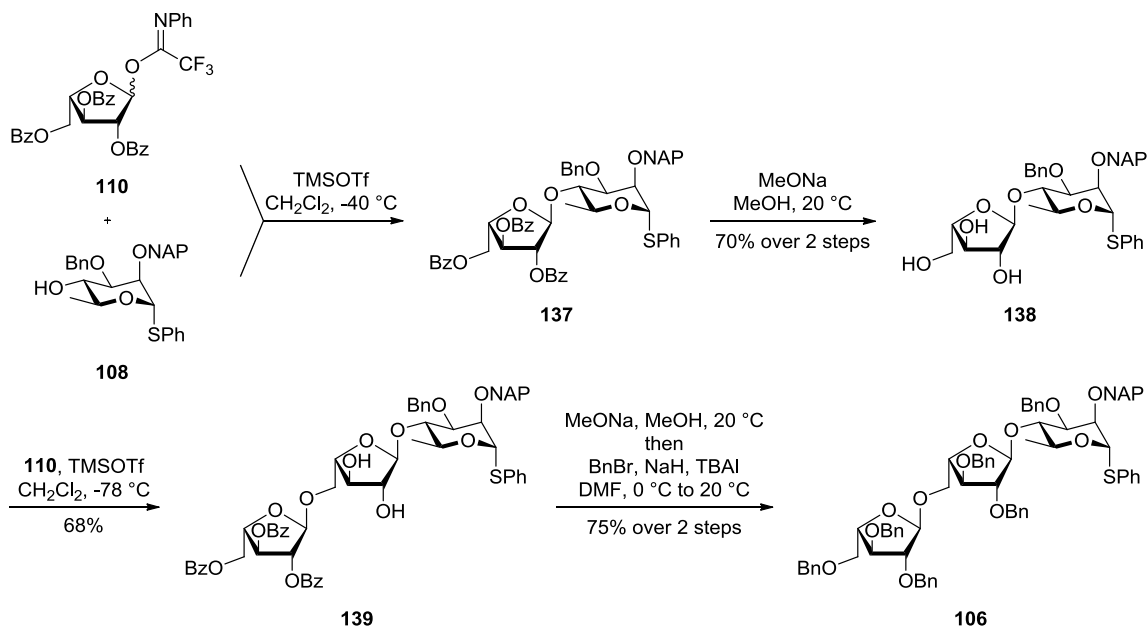 NPh
O
CF3
O
OBz
BzO
OBz
110
+
ONAP
BnO
HO
O
SPh
108
TMSOTf
CH2Cl2, -40 °C
ONAP
BnO
O
O
O
OBz
SPh
BzO
OBz
137
MeONa
MeOH, 20 °C
70% over 2 steps
ONAP
BnO
O
O
O
OH
SPh
HO
OH
138
110, TMSOTf
CH2Cl2, -78 °C
68%
ONAP
BnO
O
O
O
OH
SPh
O
OH
O
OBz
BzO
OBz
139
MeONa, MeOH, 20 °C
then
BnBr, NaH, TBAI
DMF, 0 °C to 20 °C
75% over 2 steps
ONAP
BnO
O
O
O
OBn
SPh
O
OBn
O
OBn
BnO
OBn
106